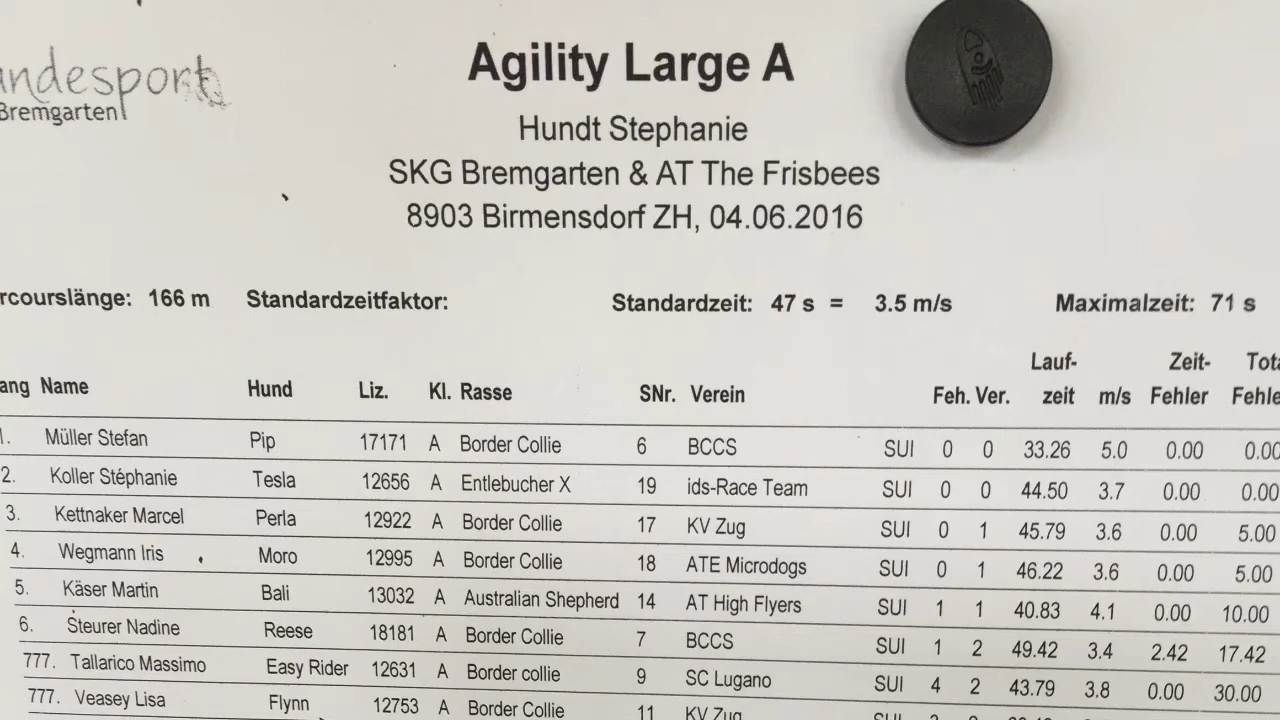 ndesport
Bremgarten
Agility Large A
Hundt Stephanie
SKG Bremgarten & AT The Frisbees
8903 Birmensdorf ZH, 04.06.2016
rcourslänge: 166 m Standardzeitfaktor: Standardzeit: 47 s = 3.5 m/s Maximalzeit: 71 s
Lauf- Zeit- Tota
ang Name Hund Liz. Kl. Rasse SNr. Verein Feh. Ver. zeit m/s Fehler Fehle
1. Müller Stefan Pip 17171 A Border Collie 6 BCCS SUI 0 0 33.26 5.0 0.00 0.00
2. Koller Stéphanie Tesla 12656 A Entlebucher X 19 ids-Race Team SUI 0 0 44.50 3.7 0.00 0.00
3. Kettnaker Marcel Perla 12922 A Border Collie 17 KV Zug SUI 0 1 45.79 3.6 0.00 5.00
4. Wegmann Iris Moro 12995 A Border Collie 18 ATE Microdogs SUI 0 1 46.22 3.6 0.00 5.00
5. Käser Martin Bali 13032 A Australian Shepherd 14 AT High Flyers SUI 1 1 40.83 4.1 0.00 10.00
6. Steurer Nadine Reese 18181 A Border Collie 7 BCCS SUI 1 2 49.42 3.4 2.42 17.42
777. Tallarico Massimo Easy Rider 12631 A Border collie 9 SC Lugano SUI 4 2 43.79 3.8 0.00 30.00
777. Veasey Lisa Flynn 12753 A Border Collie 11 KV Zug SUI